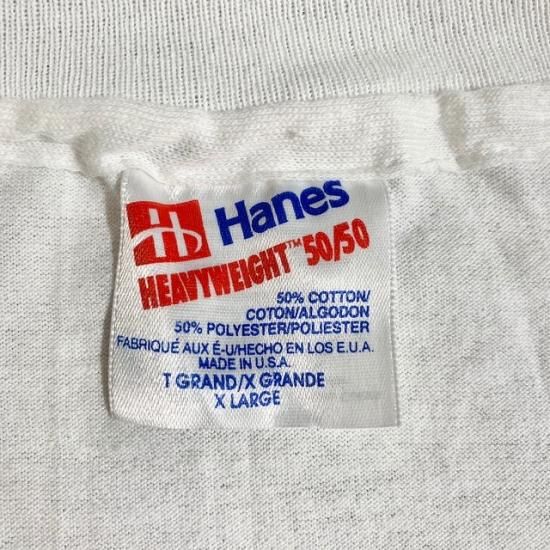 H Hanes
HEAVYWEIGHT™ 50/50
50% COTTON/
COTON/ALGODON
50% POLYESTER/POLIESTER
FABRIQUÉ AUX É-U/HECHO EN LOS E.U.A.
MADE IN U.S.A.
T GRAND/X GRANDE
X LARGE